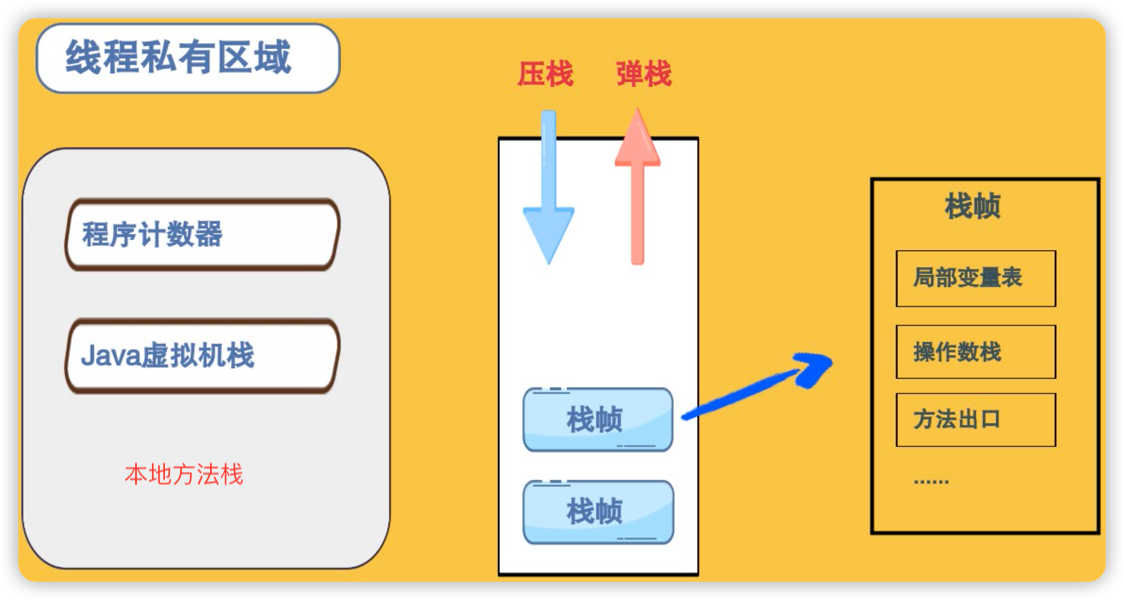 线程私有区域
程序计数器
Java虚拟机栈
本地方法栈
压栈
弹栈
栈帧
栈帧
栈帧
局部变量表
操作数栈
方法出口
......